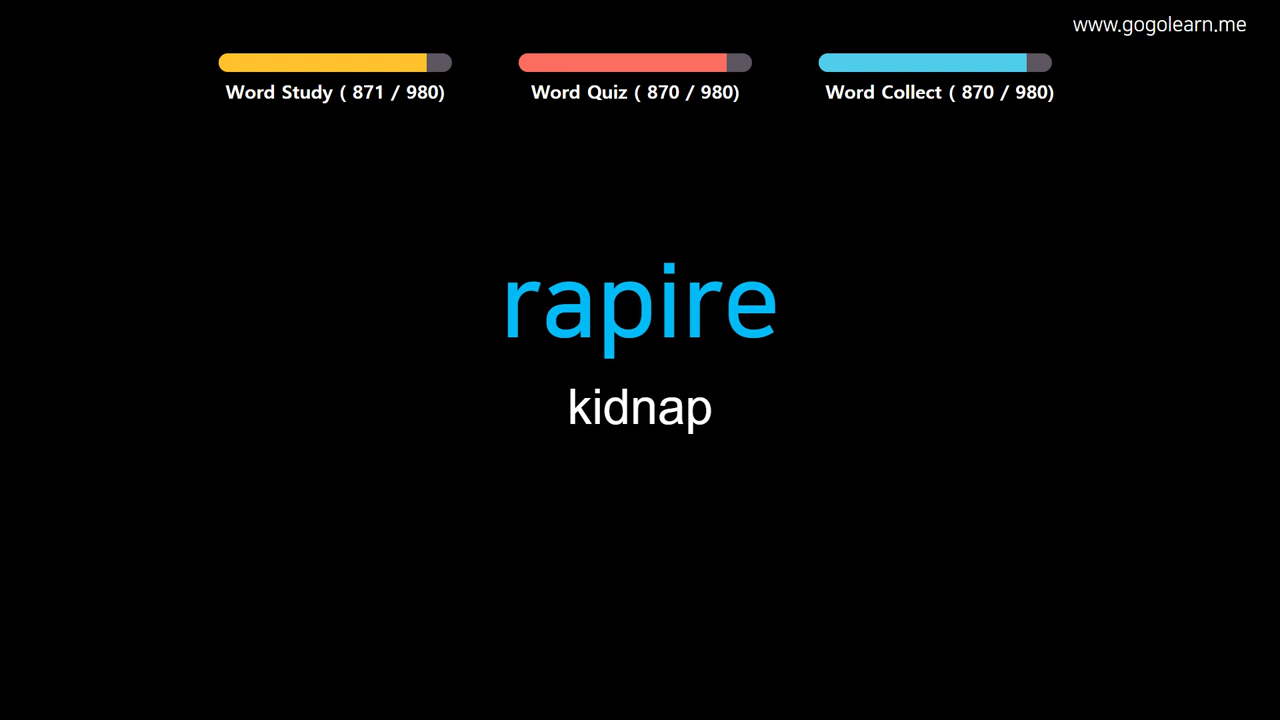 www.gogolearn.me
Word Study ( 871 / 980)
Word Quiz ( 870 / 980)
Word Collect ( 870 / 980)
rapire
kidnap